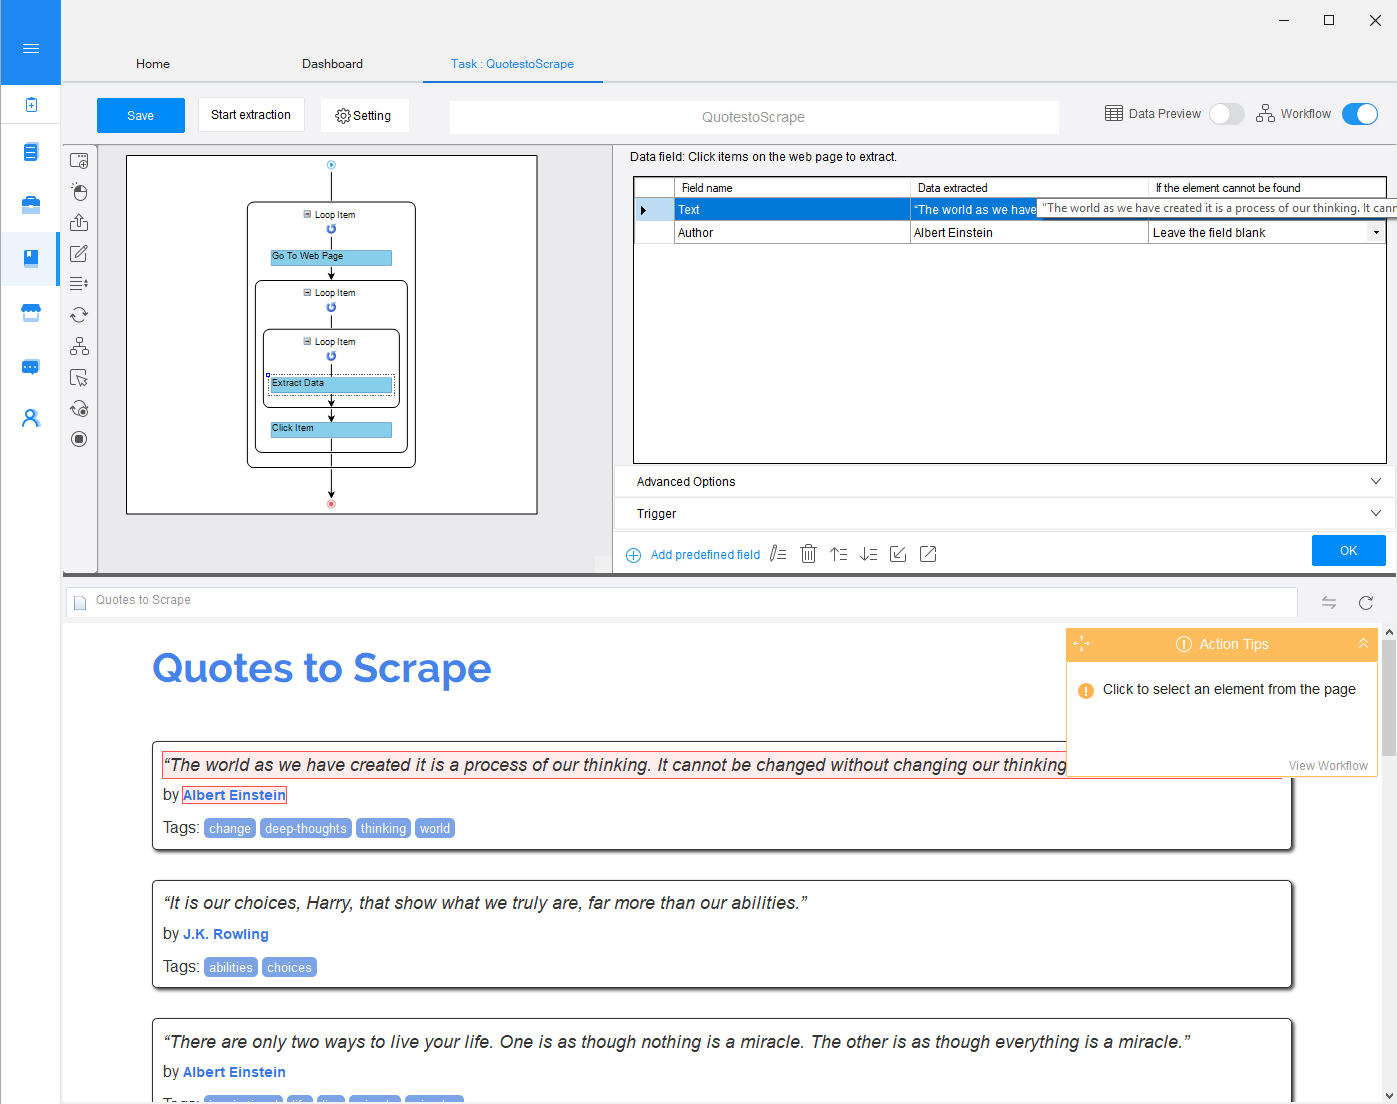 Home Dashboard Task : QuotestoScrape
Save Start extraction Setting QuotestoScrape Data Preview Workflow
Loop Item
Go To Web Page
Loop Item
Loop Item
Extract Data
Click Item
Data field: Click items on the web page to extract.
Field name Data extracted If the element cannot be found
Text “The world as we have “The world as we have created it is a process of our thinking. It cann
Author Albert Einstein Leave the field blank
Advanced Options
Trigger
Add predefined field OK
Quotes to Scrape
Quotes to Scrape
Action Tips
Click to select an element from the page
View Workflow
“The world as we have created it is a process of our thinking. It cannot be changed without changing our thinking
by Albert Einstein
Tags: change deep-thoughts thinking world
“It is our choices, Harry, that show what we truly are, far more than our abilities.”
by J.K. Rowling
Tags: abilities choices
“There are only two ways to live your life. One is as though nothing is a miracle. The other is as though everything is a miracle.”
by Albert Einstein
Tags: